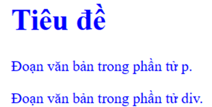 Tiêu đề
Đoạn văn bản trong phần tử p.
Đoạn văn bản trong phần tử div.